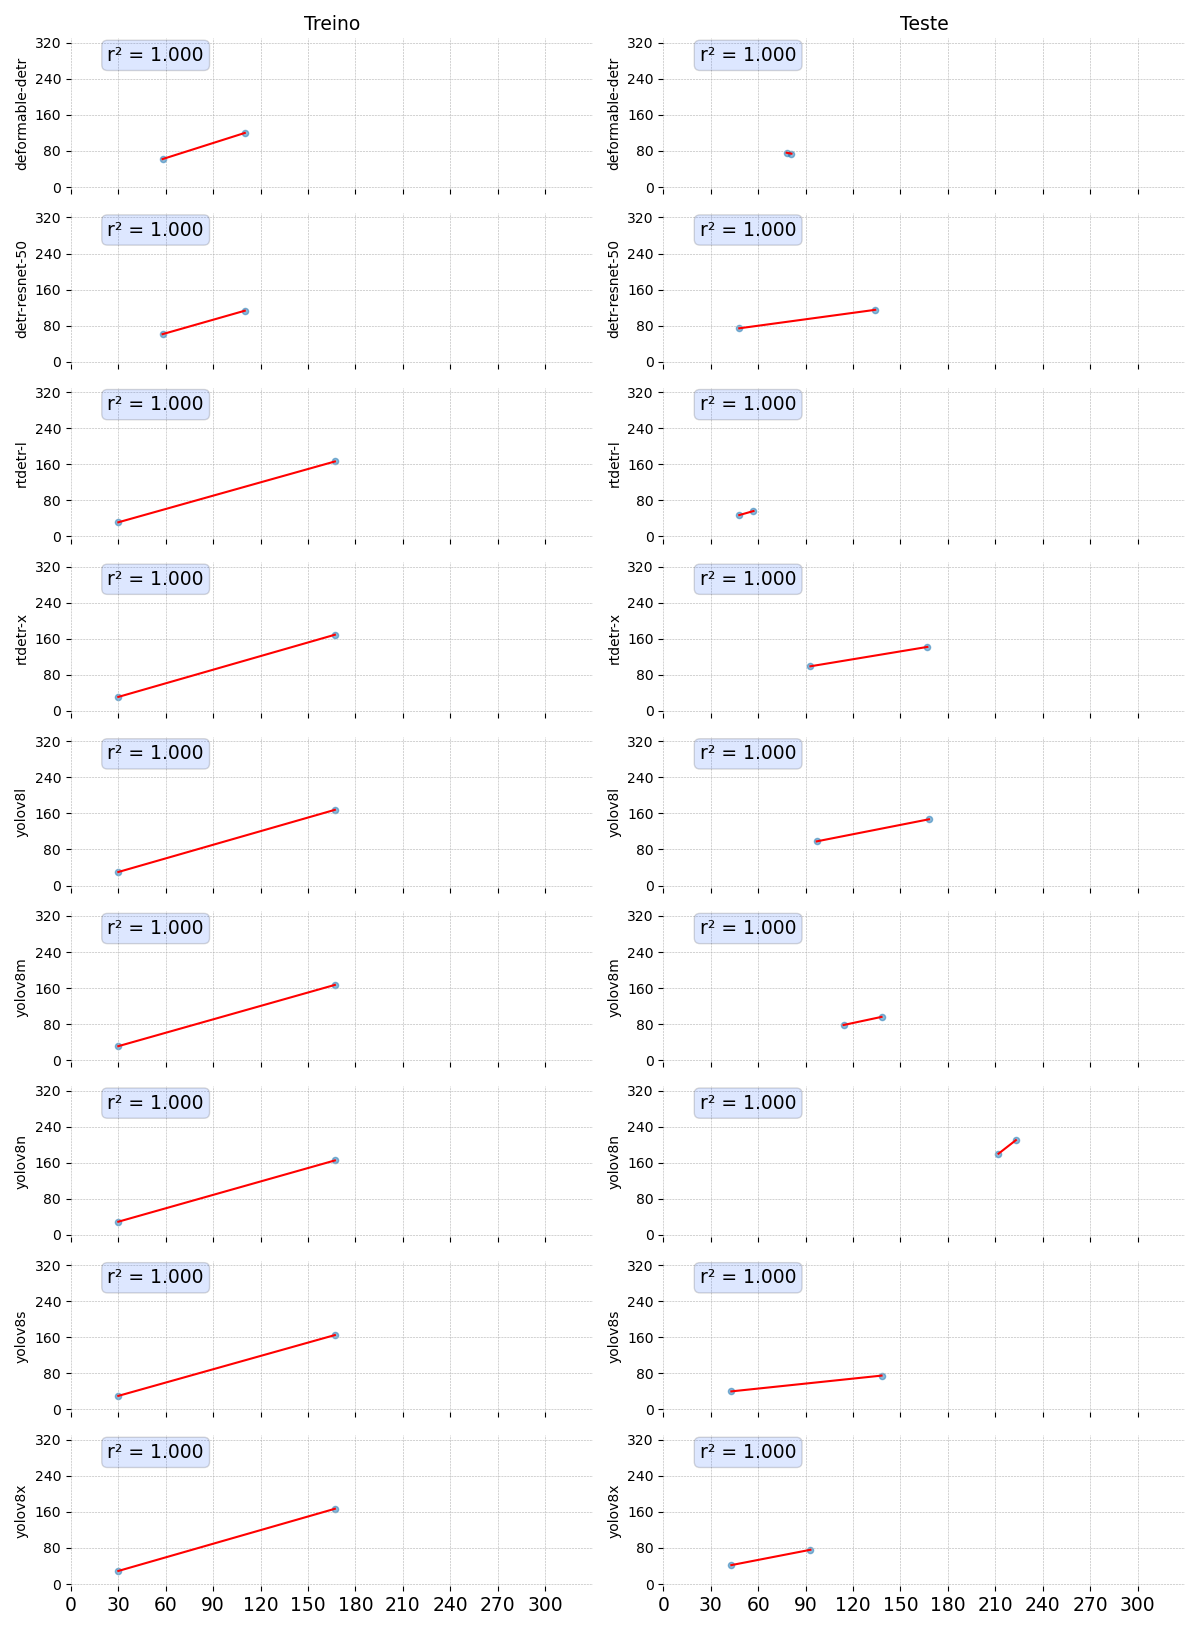 Treino Teste
320 r² = 1.000 320 r² = 1.000
240 240
160 160
80 80
0 0
deformable-detr deformable-detr
320 r² = 1.000 320 r² = 1.000
240 240
160 160
80 80
0 0
detr-resnet-50 detr-resnet-50
320 r² = 1.000 320 r² = 1.000
240 240
160 160
80 80
0 0
rtdetr-l rtdetr-l
320 r² = 1.000 320 r² = 1.000
240 240
160 160
80 80
0 0
rtdetr-x rtdetr-x
320 r² = 1.000 320 r² = 1.000
240 240
160 160
80 80
0 0
yolov8l yolov8l
320 r² = 1.000 320 r² = 1.000
240 240
160 160
80 80
0 0
yolov8m yolov8m
320 r² = 1.000 320 r² = 1.000
240 240
160 160
80 80
0 0
yolov8n yolov8n
320 r² = 1.000 320 r² = 1.000
240 240
160 160
80 80
0 0
yolov8s yolov8s
320 r² = 1.000 320 r² = 1.000
240 240
160 160
80 80
0 0
yolov8x yolov8x
0 30 60 90 120 150 180 210 240 270 300 0 30 60 90 120 150 180 210 240 270 300